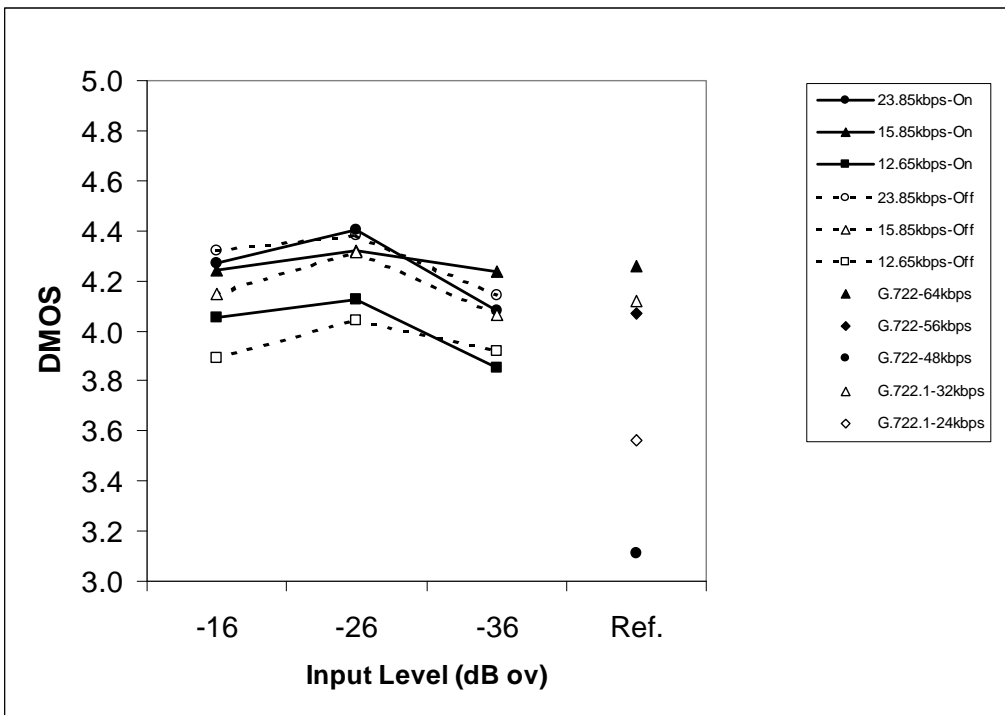 5.0
4.8
4.6
4.4
4.2
4.0
3.8
3.6
3.4
3.2
3.0
DMOS
-16 -26 -36 Ref.
Input Level (dB ov)
23.85kbps-On
15.85kbps-On
12.65kbps-On
23.85kbps-Off
15.85kbps-Off
12.65kbps-Off
G.722-64kbps
G.722-56kbps
G.722-48kbps
G.722.1-32kbps
G.722.1-24kbps